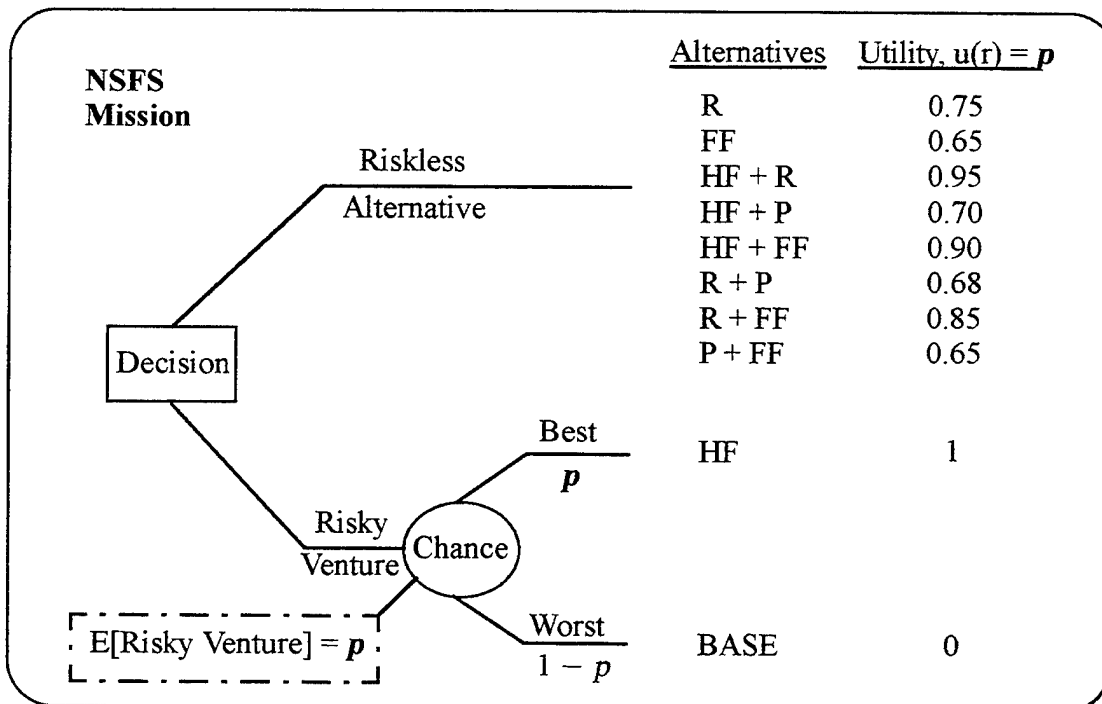 Alternatives Utility, u(r) = p
NSFS
Mission
R 0.75
FF 0.65
HF + R 0.95
HF + P 0.70
HF + FF 0.90
R + P 0.68
R + FF 0.85
P + FF 0.65
Riskless
Alternative
Decision
Best
p
HF 1
Risky
Venture
Chance
E[Risky Venture] = p
Worst
1 − p
BASE 0